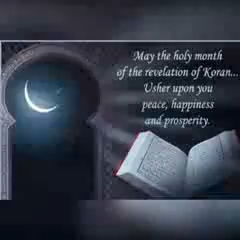 May the holy month
of the revelation of Koran...
Usher upon you
peace, happiness
and prosperity.